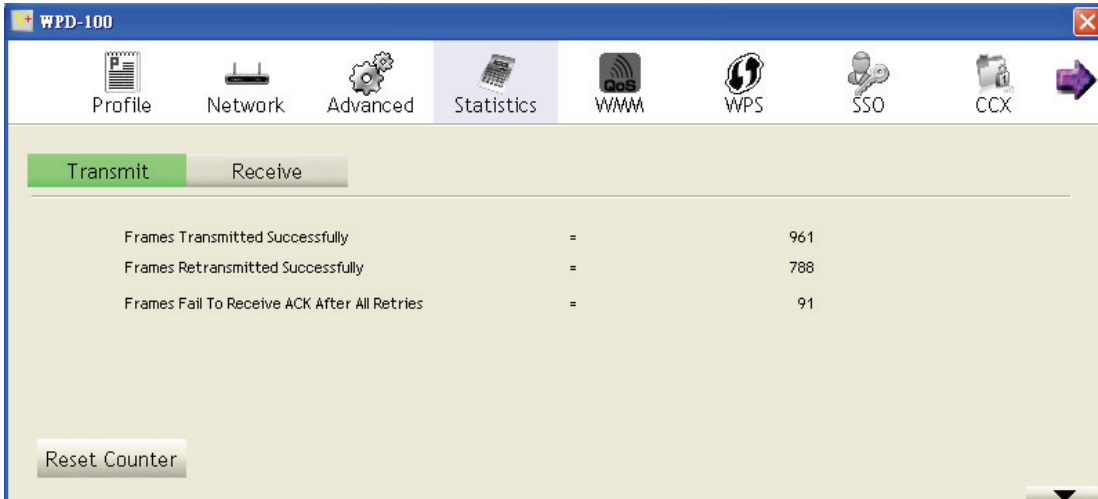 WPD-100
Profile Network Advanced Statistics QoS WMM WPS SSO CCX
Transmit Receive
Frames Transmitted Successfully = 961
Frames Retransmitted Successfully = 788
Frames Fail To Receive ACK After All Retries = 91
Reset Counter